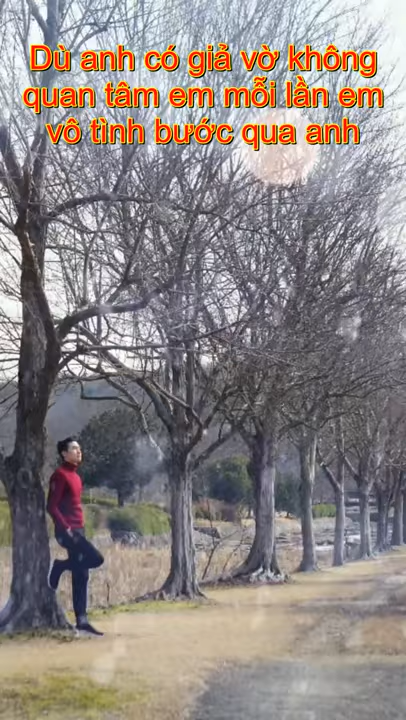 Dù anh có giả vờ không
quan tâm em mỗi lần em
vô tình bước qua anh